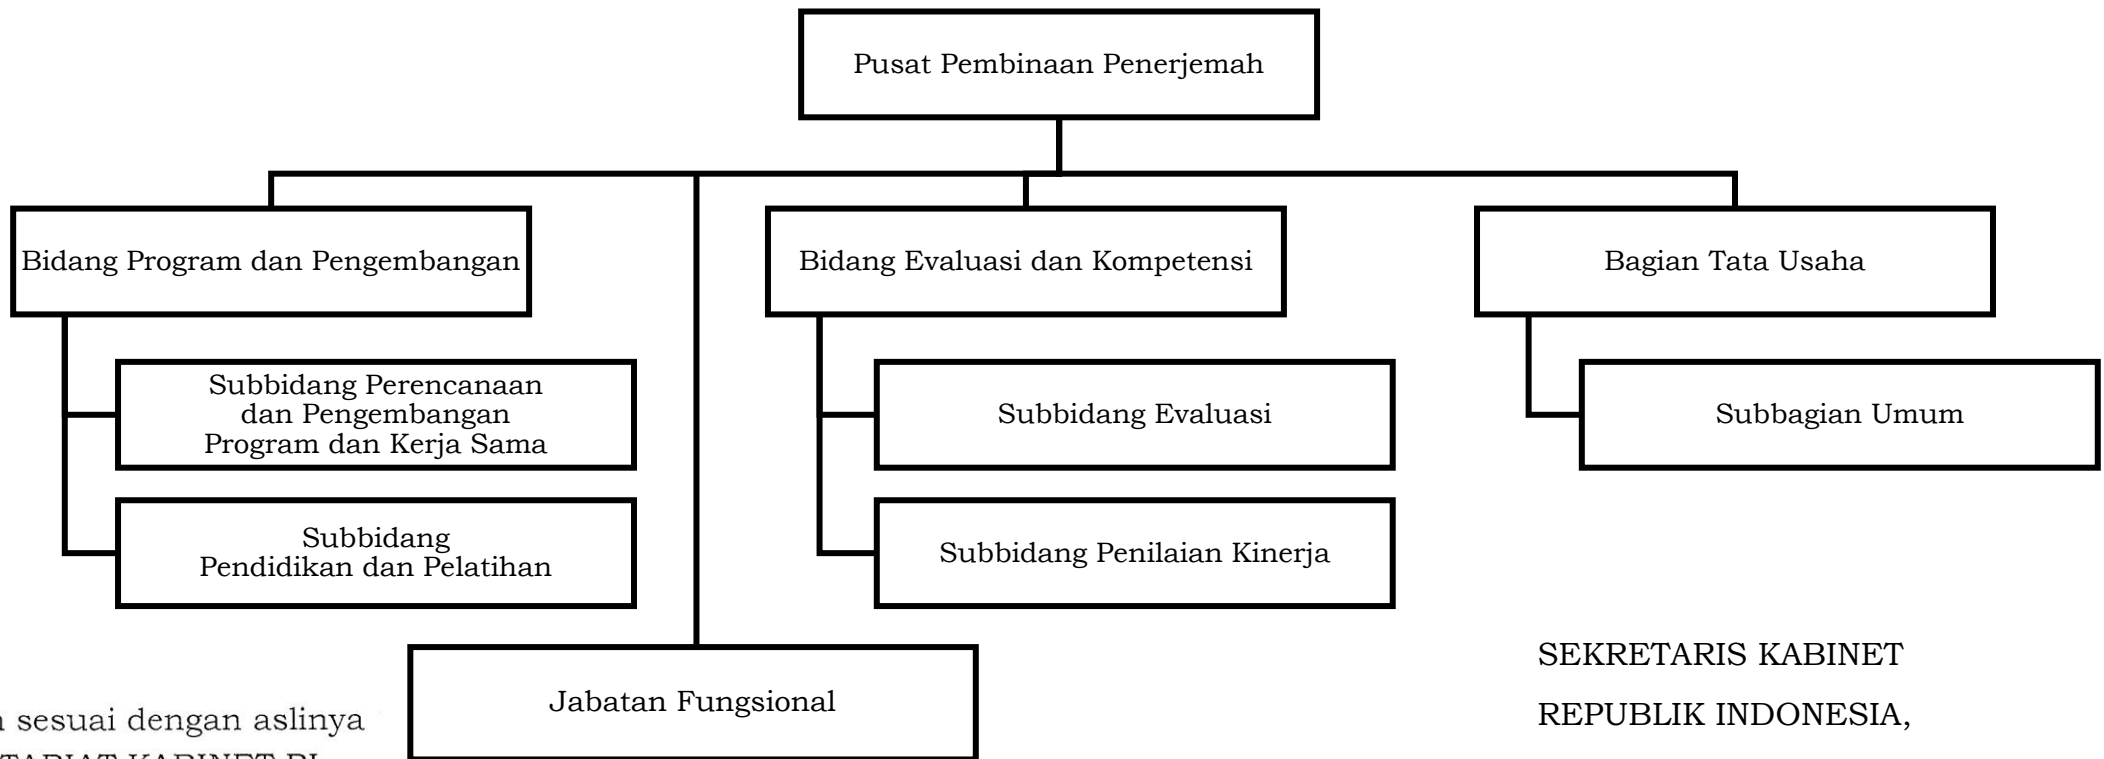 Pusat Pembinaan Penerjemah
Bidang Program dan Pengembangan
Bidang Evaluasi dan Kompetensi
Bagian Tata Usaha
Subbidang Perencanaan
dan Pengembangan
Program dan Kerja Sama
Subbidang Evaluasi
Subbagian Umum
Subbidang
Pendidikan dan Pelatihan
Subbidang Penilaian Kinerja
Jabatan Fungsional
SEKRETARIS KABINET
REPUBLIK INDONESIA,
sesuai dengan aslinya
KABINET RI